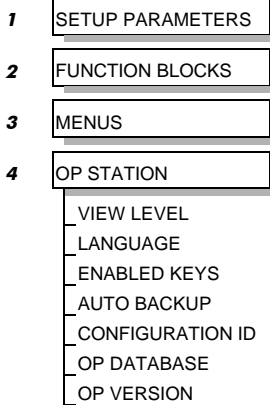 1 SETUP PARAMETERS
2 FUNCTION BLOCKS
3 MENUS
4 OP STATION
VIEW LEVEL
LANGUAGE
ENABLED KEYS
AUTO BACKUP
CONFIGURATION ID
OP DATABASE
OP VERSION